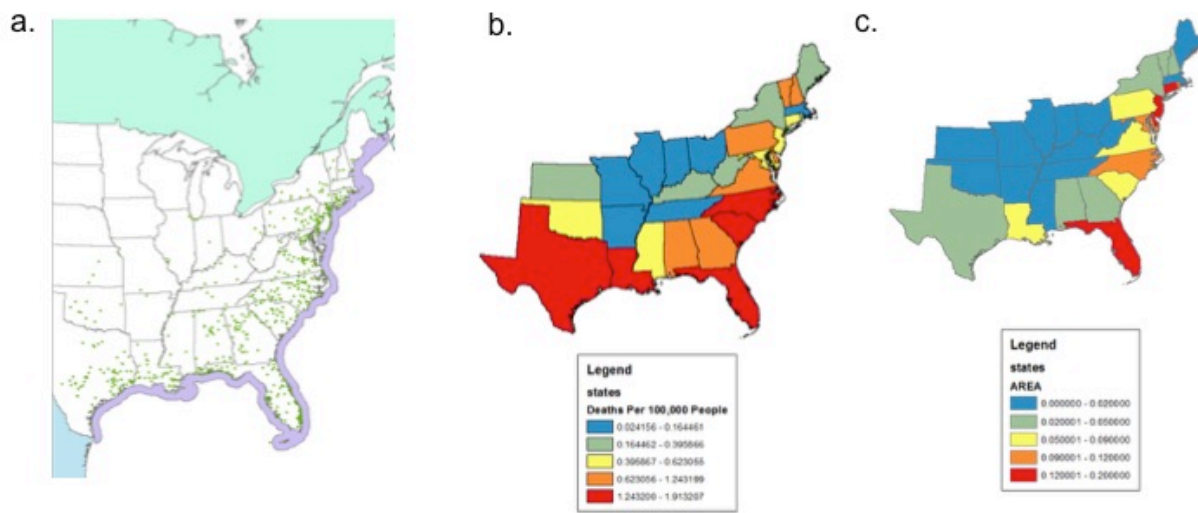 a.
b.
c.
Legend
states
Deaths Per 100,000 People
0.024156 - 0.164461
0.164462 - 0.395866
0.395867 - 0.623055
0.623056 - 1.243199
1.243200 - 1.913207
Legend
states
AREA
0.000000 - 0.020000
0.020001 - 0.050000
0.050001 - 0.090000
0.090001 - 0.120000
0.120001 - 0.200000